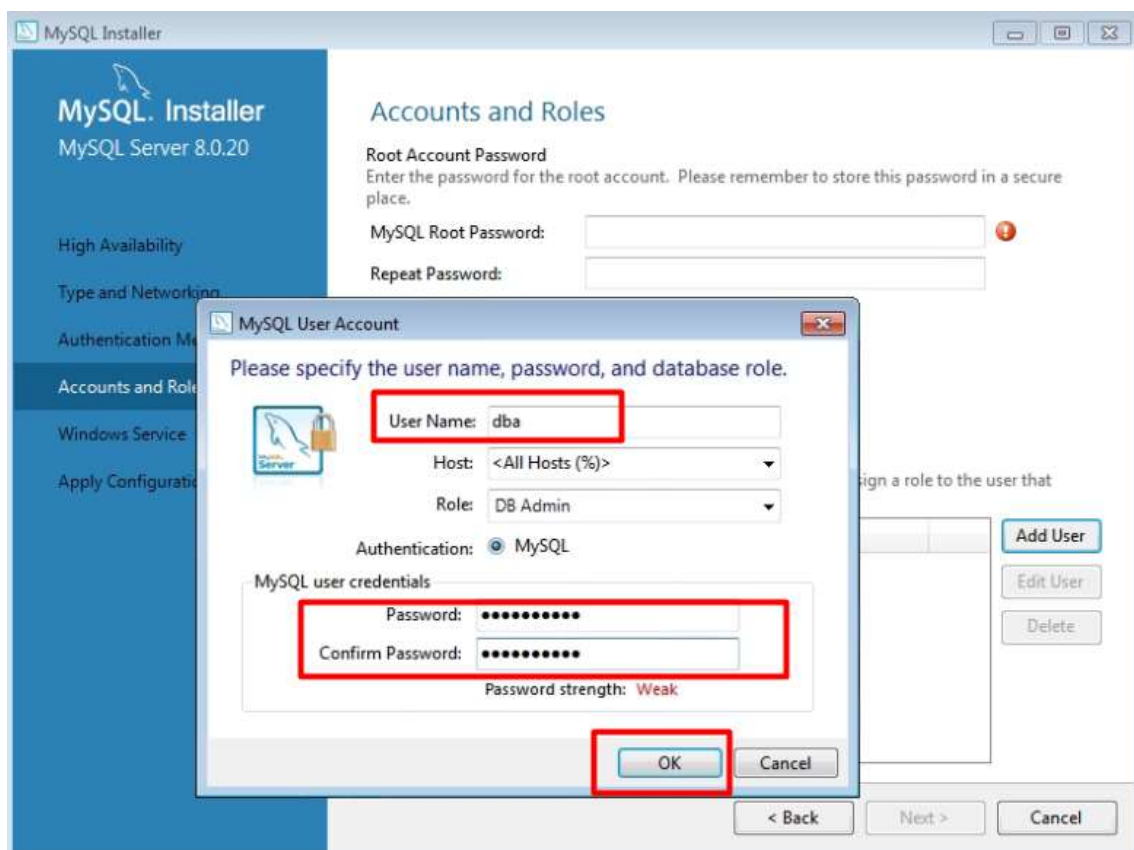 MySQL Installer
MySQL. Installer
MySQL Server 8.0.20
High Availability
Type and Networking
Authentication
Accounts and Role
Windows Service
Apply
Accounts and Roles
Root Account Password
Enter the password for the root account. Please remember to store this password in a secure
place.
MySQL Root Password:
Repeat Password:
sign a role to the user that
Add User
Edit User
Delete
MySQL User Account
Please specify the user name, password, and database role.
MySQL
Server
User Name: dba
Host: <All Hosts (%)>
Role: DB Admin
Authentication: MySQL
MySQL user credentials
Password: ●●●●●●●●●●
Confirm Password: ●●●●●●●●●●
Password strength: Weak
OK
Cancel
< Back
Next >
Cancel